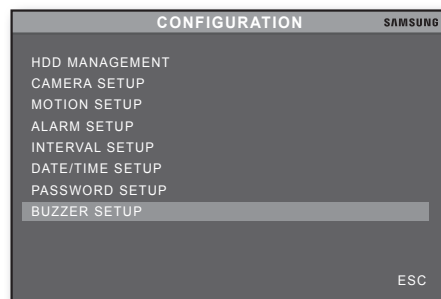 CONFIGURATION SAMSUNG
HDD MANAGEMENT
CAMERA SETUP
MOTION SETUP
ALARM SETUP
INTERVAL SETUP
DATE/TIME SETUP
PASSWORD SETUP
BUZZER SETUP
ESC